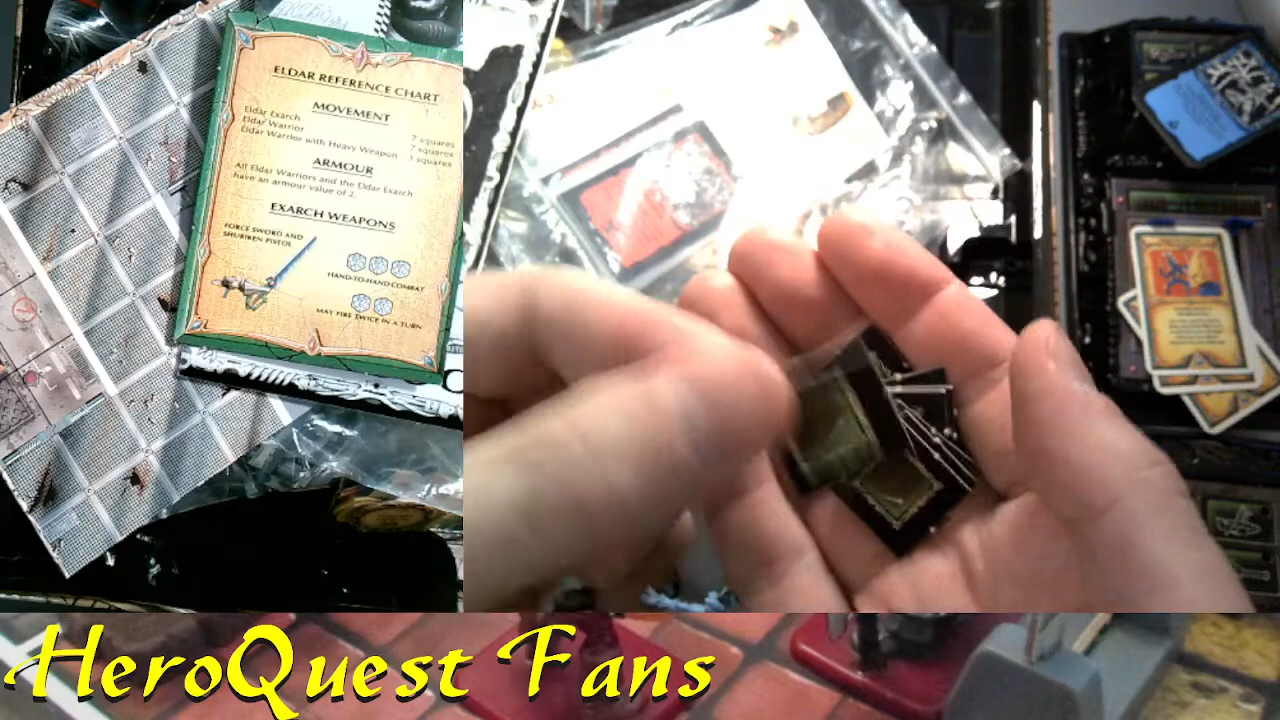 ELDAR REFERENCE CHART
MOVEMENT
Eldar Exarch 7 squares
Eldar Warrior 7 squares
Eldar Warrior with Heavy Weapon squares
ARMOUR
All Eldar Warriors and the Eldar Exarch
have an armour value of 2.
EXARCH WEAPONS
FORCE SWORD AND
SHURIKEN PISTOL
HAND-TO-HAND COMBAT
MAY FIRE TWICE IN A TURN
HeroQuest Fans